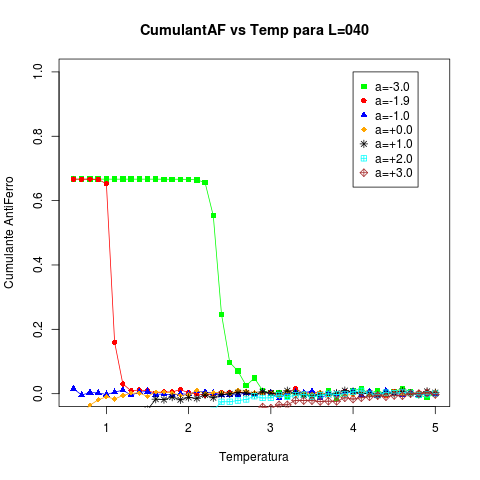 CumulantAF vs Temp para L=040
Cumulante AntiFerro
1.0
0.8
0.6
0.4
0.2
0.0
a=-3.0
a=-1.9
a=-1.0
a=+0.0
a=+1.0
a=+2.0
a=+3.0
1 2 3 4 5
Temperatura